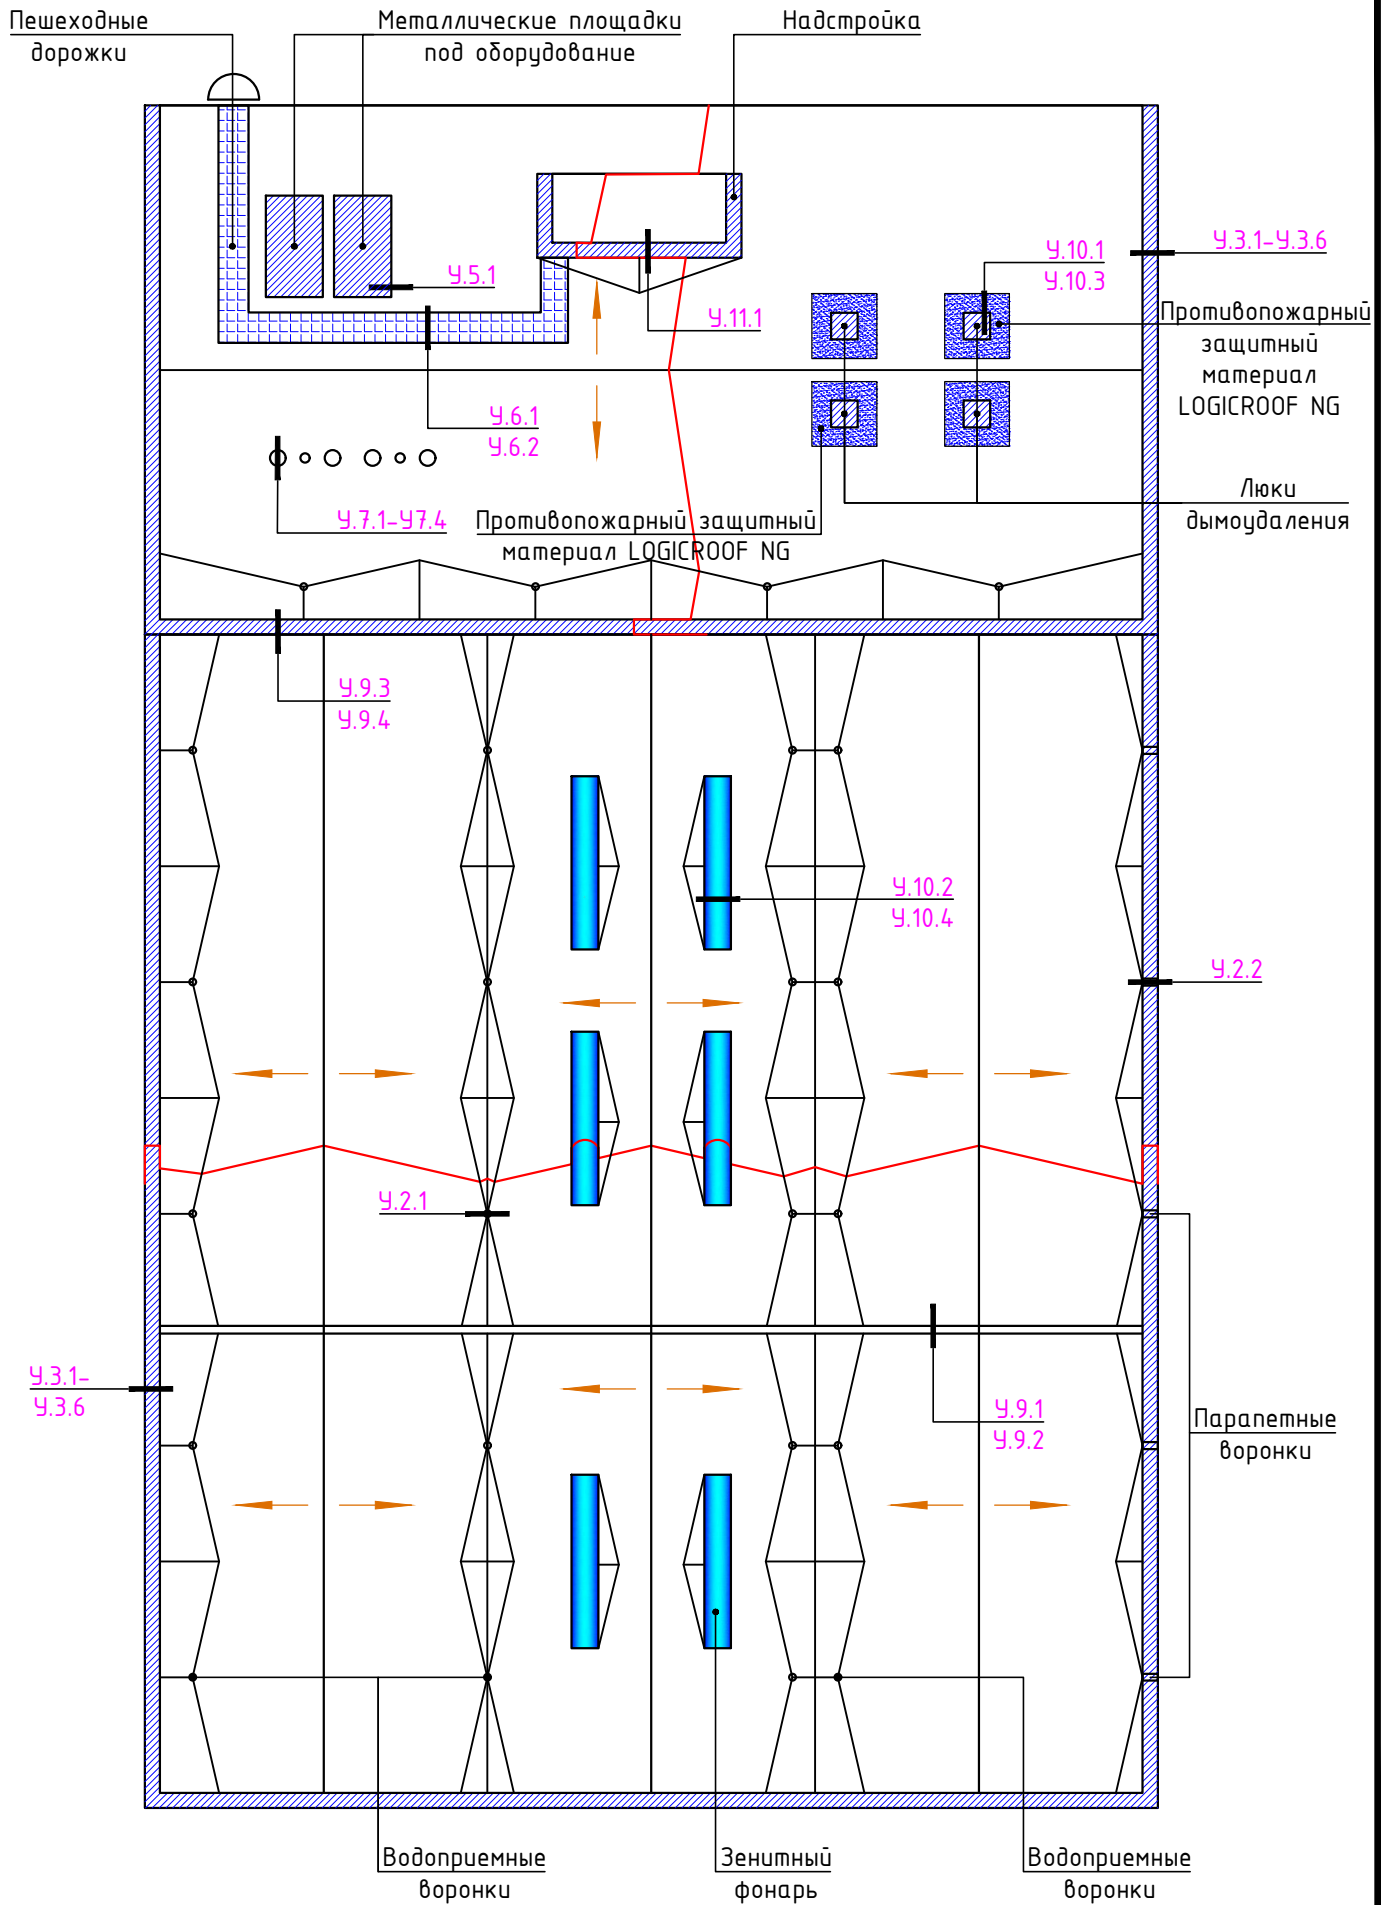 Пешеходные
дорожки
Металлические площадки
под оборудование
Надстройка
У.5.1
У.11.1
У.10.1
У.10.3
У.3.1-У.3.6
Противопожарный
защитный
материал
LOGICROOF NG
У.6.1
У.6.2
У.7.1-У7.4
Противопожарный защитный
материал LOGICROOF NG
Люки
дымоудаления
У.9.3
У.9.4
У.10.2
У.10.4
У.2.2
У.2.1
У.3.1-
У.3.6
У.9.1
У.9.2
Парапетные
воронки
Водоприемные
воронки
Зенитный
фонарь
Водоприемные
воронки